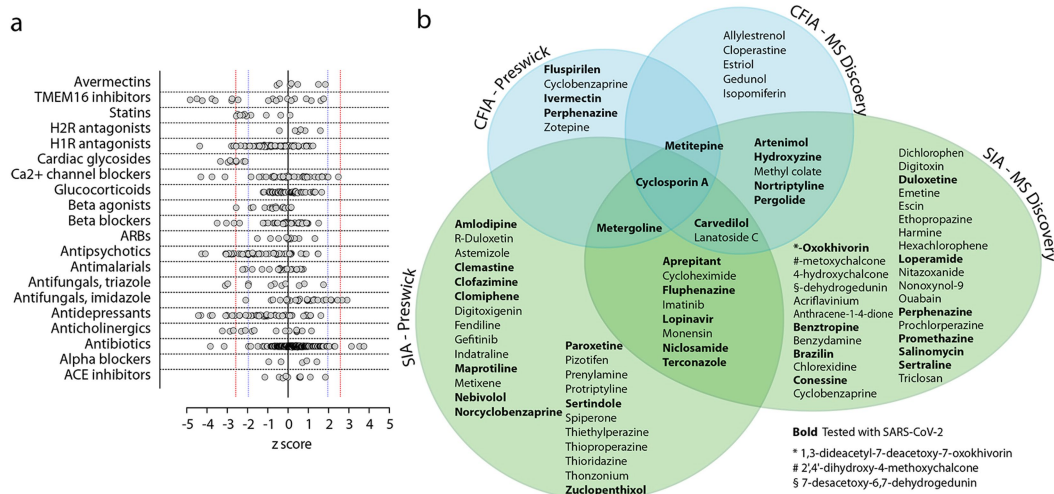 a
Avermectins
TMEM16 inhibitors
Statins
H2R antagonists
H1R antagonists
Cardiac glycosides
Ca2+ channel blockers
Glucocorticoids
Beta agonists
Beta blockers
ARBs
Antipsychotics
Antimalarials
Antifungals, triazole
Antifungals, imidazole
Antidepressants
Anticholinergics
Antibiotics
Alpha blockers
ACE inhibitors
-5 -4 -3 -2 -1 0 1 2 3 4 5
z score
b
CFIA - Preswick
CFIA - MS Discoery
SIA - Preswick
SIA - MS Discovery
Fluspirilen
Cyclobenzaprine
Ivermectin
Perphenazine
Zotepine
Allylestrenol
Cloperastine
Estriol
Gedunol
Isopomiferin
Metitepine
Artenimol
Hydroxyzine
Methyl colate
Nortriptyline
Pergolide
Cyclosporin A
Metergoline
Carvedilol
Lanatoside C
Amlodipine
R-Duloxetin
Astemizole
Clemastine
Clofazimine
Clomiphene
Digitoxigenin
Fendiline
Gefitinib
Indatraline
Maprotiline
Metixene
Nebivolol
Norcyclobenzaprine
Paroxetine
Pizotifen
Prenylamine
Protriptyline
Sertindole
Spiperone
Thiethylperazine
Thioproperazine
Thioridazine
Thonzonium
Zuclopenthixol
Aprepitant
Cycloheximide
Fluphenazine
Imatinib
Lopinavir
Monensin
Niclosamide
Terconazole
*-Oxokhivorin
#-metoxychalcone
4-hydroxychalcone
§-dehydrogedunin
Acriflavinium
Anthracene-1-4-dione
Benztropine
Benzydamine
Brazilin
Chlorexidine
Conessine
Cyclobenzaprine
Dichlorphen
Digitoxin
Duloxetine
Emetine
Escin
Ethopropazine
Harmine
Hexachlorophene
Loperamide
Nitazoxanide
Nonoxynol-9
Ouabain
Perphenazine
Prochlorperazine
Promethazine
Salinomycin
Sertraline
Triclosan
Bold Tested with SARS-CoV-2
* 1,3-dideacetyl-7-deacetoxy-7-oxokhivorin
# 2',4'-dihydroxy-4-methoxychalcone
§ 7-desacetoxy-6,7-dehydrogedunin